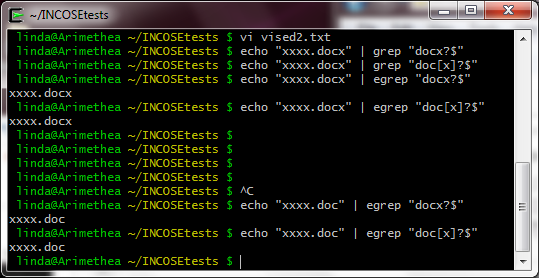 ~/INCOSEtests
linda@Arimethea ~/INCOSEtests $ vi vised2.txt
linda@Arimethea ~/INCOSEtests $ echo "xxxx.docx" | grep "docx?$"
linda@Arimethea ~/INCOSEtests $ echo "xxxx.docx" | grep "doc[x]?$"
linda@Arimethea ~/INCOSEtests $ echo "xxxx.docx" | egrep "docx?$"
xxxx.docx
linda@Arimethea ~/INCOSEtests $ echo "xxxx.docx" | egrep "doc[x]?$"
xxxx.docx
linda@Arimethea ~/INCOSEtests $
linda@Arimethea ~/INCOSEtests $
linda@Arimethea ~/INCOSEtests $
linda@Arimethea ~/INCOSEtests $
linda@Arimethea ~/INCOSEtests $ ^C
linda@Arimethea ~/INCOSEtests $ echo "xxxx.doc" | egrep "docx?$"
xxxx.doc
linda@Arimethea ~/INCOSEtests $ echo "xxxx.doc" | egrep "doc[x]?$"
xxxx.doc
linda@Arimethea ~/INCOSEtests $